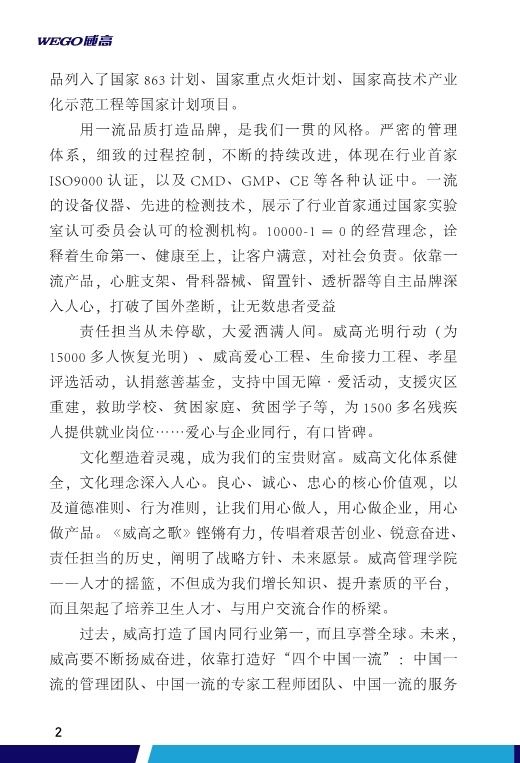 WEGO威高
品列入了国家 863 计划、国家重点火炬计划、国家高技术产业
化示范工程等国家计划项目。
用一流品质打造品牌，是我们一贯的风格。严密的管理
体系，细致的过程控制，不断的持续改进，体现在行业首家
ISO9000 认证，以及 CMD、GMP、CE 等各种认证中。一流
的设备仪器、先进的检测技术，展示了行业首家通过国家实验
室认可委员会认可的检测机构。10000-1 = 0 的经营理念，诠
释着生命第一、健康至上，让客户满意，对社会负责。依靠一
流产品，心脏支架、骨科器械、留置针、透析器等自主品牌深
入人心，打破了国外垄断，让无数患者受益
责任担当从未停歇，大爱洒满人间。威高光明行动（为
15000 多人恢复光明）、威高爱心工程、生命接力工程、孝星
评选活动，认捐慈善基金，支持中国无障·爱活动，支援灾区
重建，救助学校、贫困家庭、贫困学子等，为 1500 多名残疾
人提供就业岗位……爱心与企业同行，有口皆碑。
文化塑造着灵魂，成为我们的宝贵财富。威高文化体系健
全，文化理念深入人心。良心、诚心、忠心的核心价值观，以
及道德准则、行为准则，让我们用心做人，用心做企业，用心
做产品。《威高之歌》铿锵有力，传唱着艰苦创业、锐意奋进、
责任担当的历史，阐明了战略方针、未来愿景。威高管理学院
——人才的摇篮，不但成为我们增长知识、提升素质的平台，
而且架起了培养卫生人才、与用户交流合作的桥梁。
过去，威高打造了国内同行业第一，而且享誉全球。未来，
威高要不断扬威奋进，依靠打造好“四个中国一流”：中国一
流的管理团队、中国一流的专家工程师团队、中国一流的服务
2